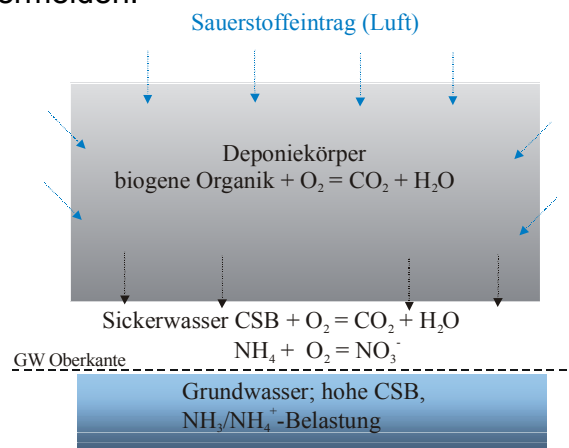 ermeiden.
Sauerstoffeintrag (Luft)
Deponiekörper
biogene Organik + O₂ = CO₂ + H₂O
Sickerwasser CSB + O₂ = CO₂ + H₂O
NH₄ + O₂ = NO₃⁻
GW Oberkante
Grundwasser; hohe CSB,
NH₃/NH₄⁺-Belastung